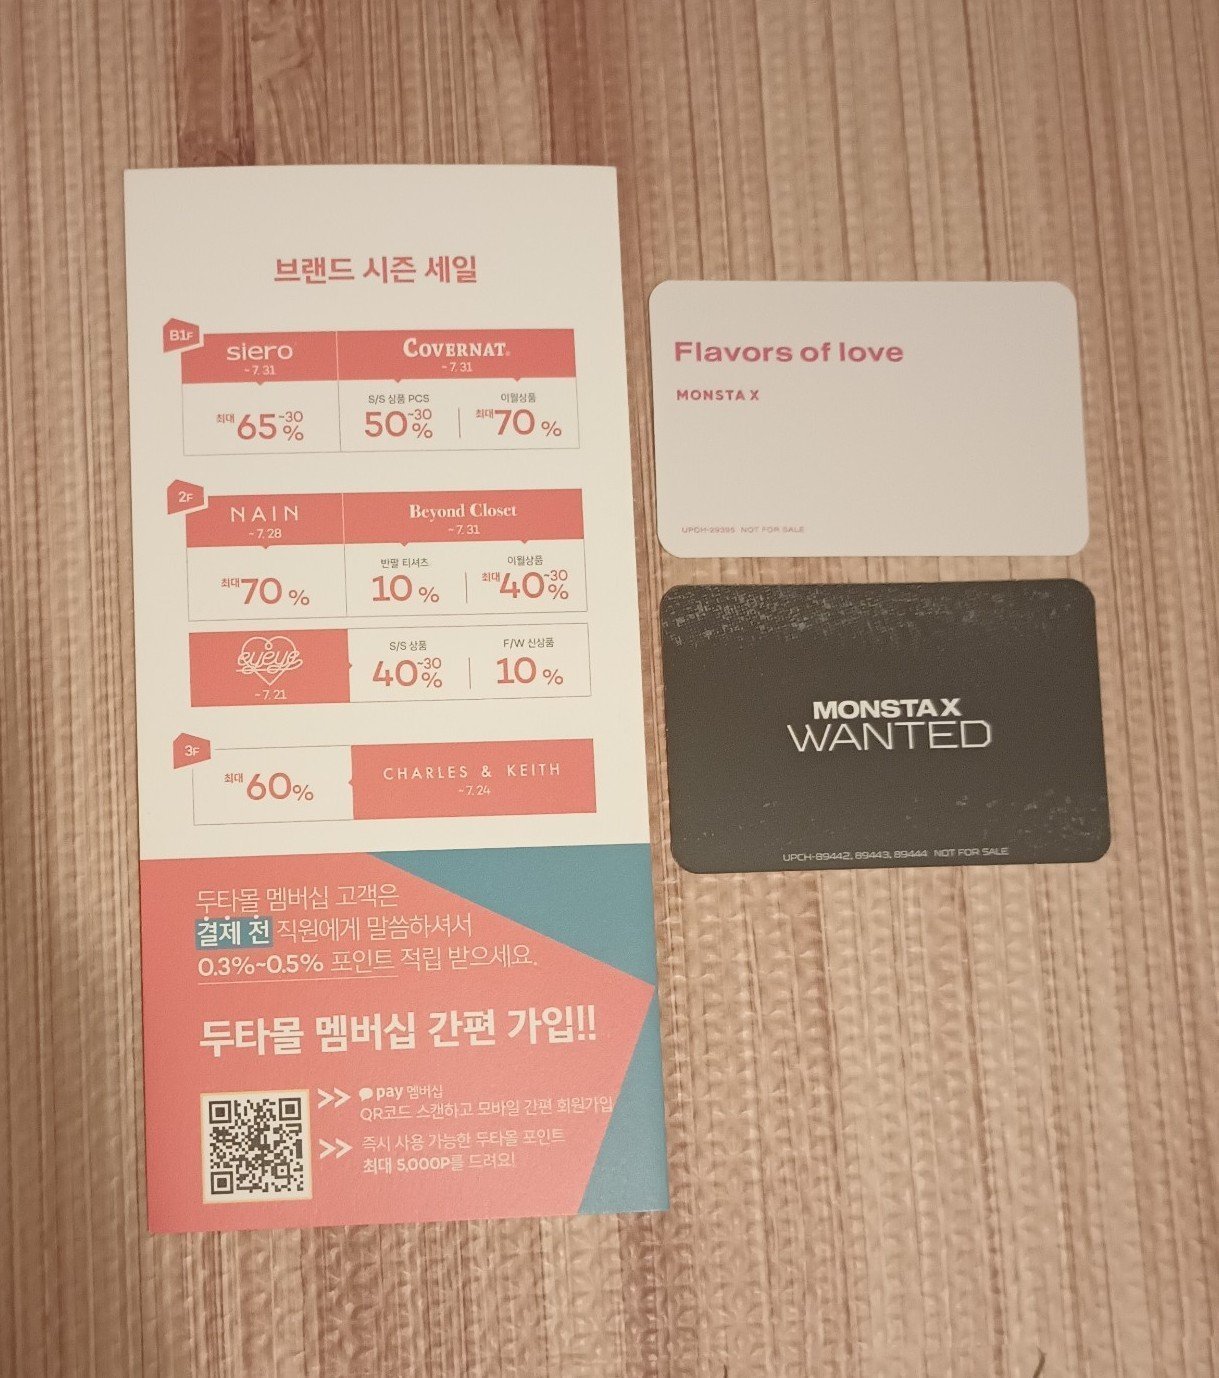 브랜드 시즌 세일
B1F
siero
~7.31
COVERNAT.
~7.31
최대 65~30%
S/S 상품 PCS
50~30%
이월상품
최대 70%
2F
NAIN
~7.28
Beyond Closet
~7.31
최대 70%
반팔 티셔츠
10%
이월상품
최대 40~30%
eyeye
~7.21
S/S 상품
40~30%
F/W 신상품
10%
3F
최대 60%
CHARLES & KEITH
~7.24
두타몰 멤버십 고객은
결제 전 직원에게 말씀하셔서
0.3%~0.5% 포인트 적립 받으세요.
두타몰 멤버십 간편 가입!!
pay 멤버십
QR코드 스캔하고 모바일 간편 회원가입
즉시 사용 가능한 두타몰 포인트
최대 5,000P를 드려요!
Flavors of love
MONSTA X
UPCH-29395 NOT FOR SALE
MONSTA X
WANTED
UPCH-89442, 89443, 89444 NOT FOR SALE